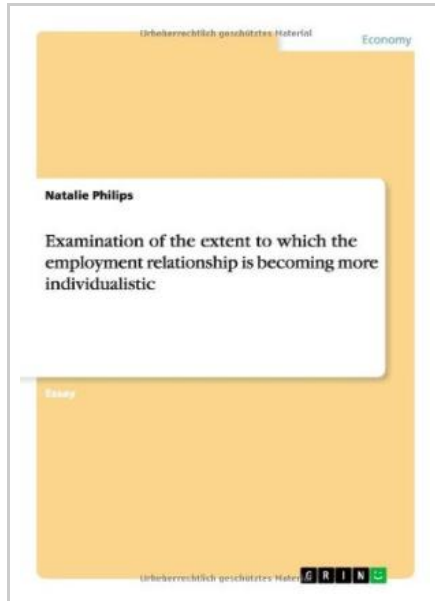 Urheberrechtlich geschütztes Material
Economy
Natalie Philips
Examination of the extent to which the
employment relationship is becoming more
individualistic
Essay
Urheberrechtlich geschütztes Mater
GRIN